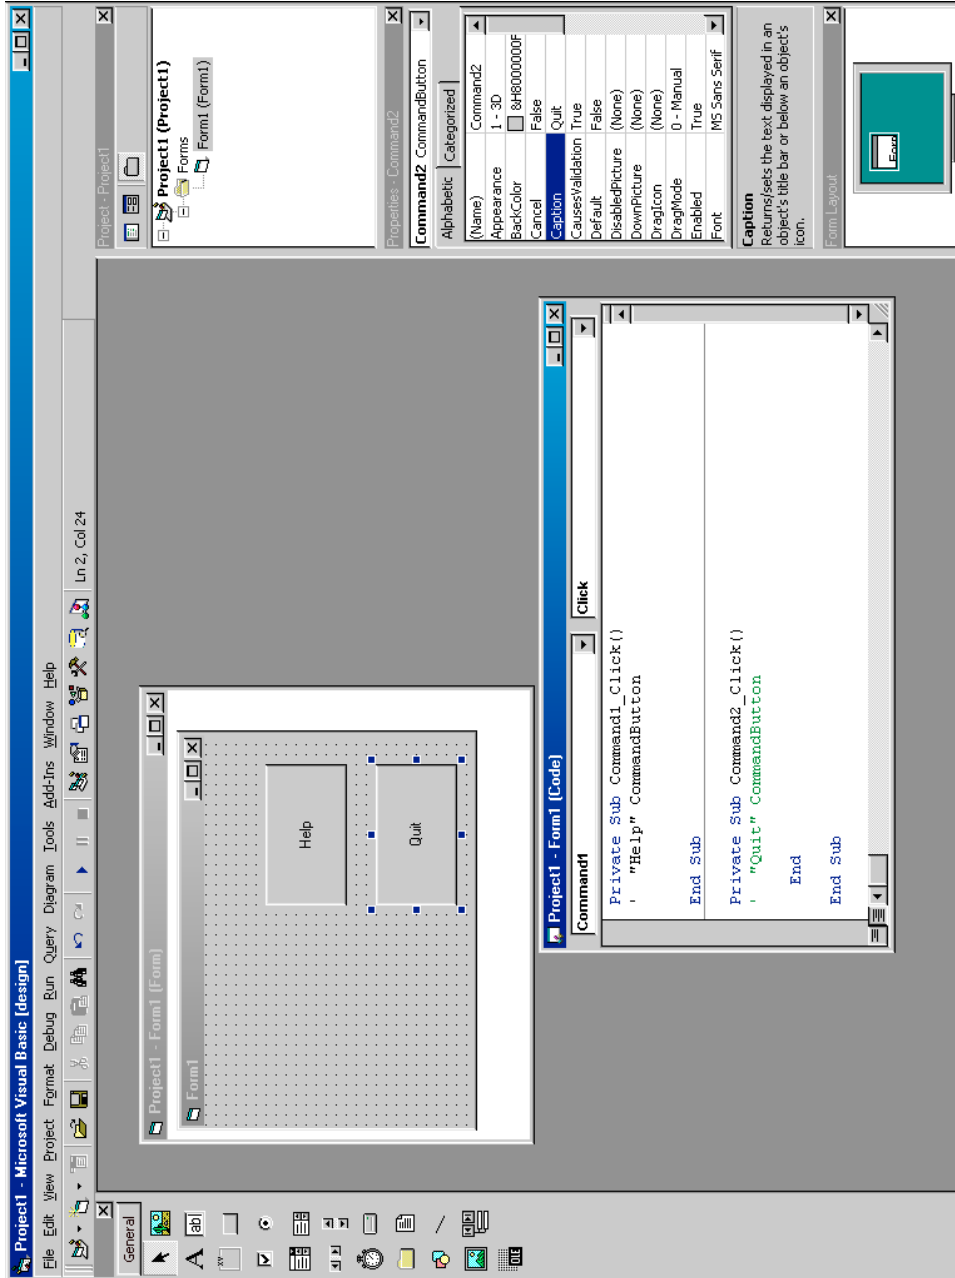 Project1 - Microsoft Visual Basic [design]
File Edit View Project Format Debug Run Query Diagram Tools Add-Ins Window Help
Ln 2, Col 24
General
A
ab
xv
OLE
Project1 - Form1 (Form)
Form1
Help
Quit
Project1 - Form1 (Code)
Command1
Click
Private Sub Command1_Click()
' "Help" CommandButton
End Sub
Private Sub Command2_Click()
' "Quit" CommandButton
End
End Sub
Project - Project1
Project1 (Project1)
Forms
Form1 (Form1)
Properties - Command2
Command2 CommandButton
Alphabetic Categorized
(Name) Command2
Appearance 1 - 3D
BackColor &H8000000F
Cancel False
Caption Quit
CausesValidation True
Default False
DisabledPicture (None)
DownPicture (None)
DragIcon (None)
DragMode 0 - Manual
Enabled True
Font MS Sans Serif
Caption
Returns/sets the text displayed in an
object's title bar or below an object's
icon.
Form Layout
Form